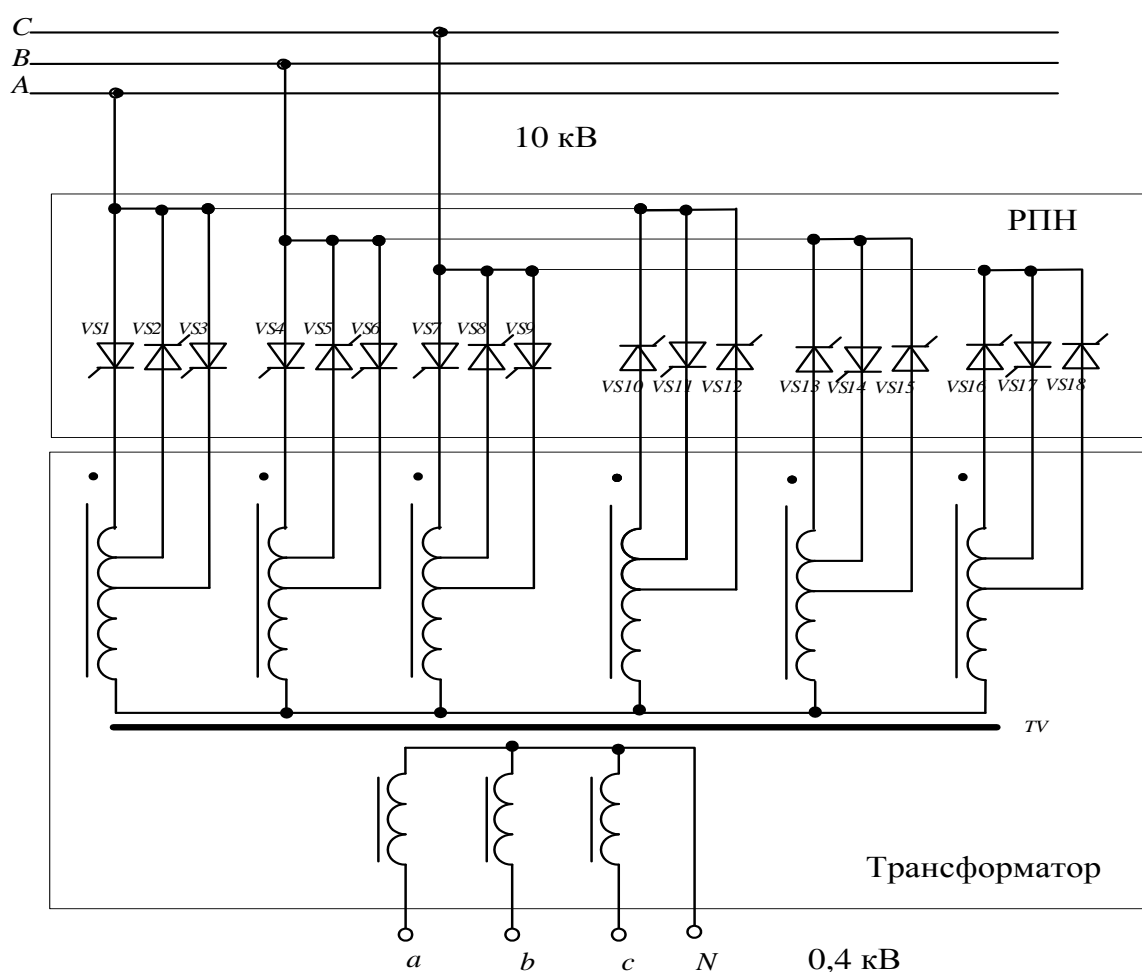 C
B
A
10 кВ
РПН
VS1 VS2 VS3 VS4 VS5 VS6 VS7 VS8 VS9
VS10 VS11 VS12 VS13 VS14 VS15 VS16 VS17 VS18
TV
Трансформатор
a b c N 0,4 кВ